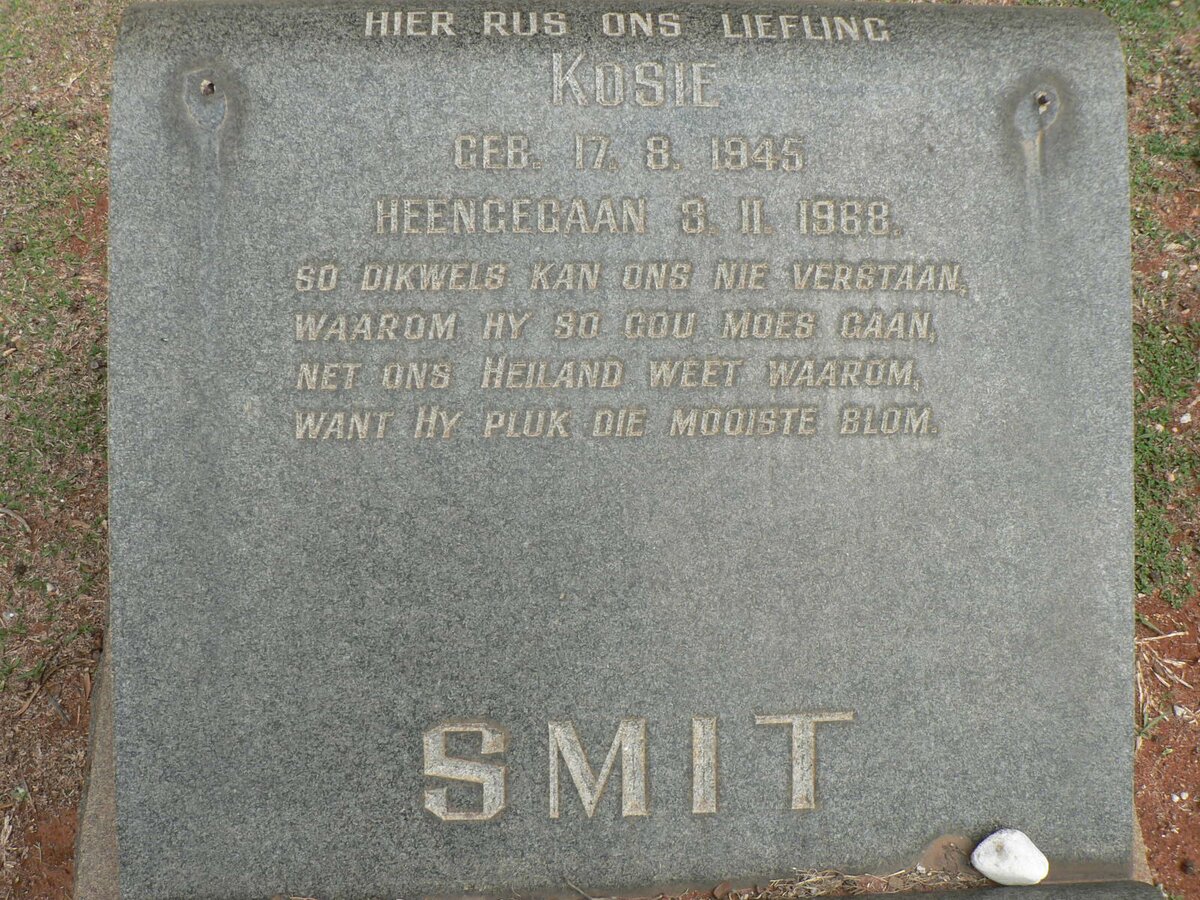 HIER RUS ONS LIEFLING
KOSIE
GEB. 17. 8. 1945
HEENGEGAAN 3. 11. 1968.
SO DIKWELS KAN ONS NIE VERSTAAN,
WAAROM HY SO GOU MOES GAAN,
NET ONS HEILAND WEET WAAROM,
WANT HY PLUK DIE MOOISTE BLOM.
SMIT